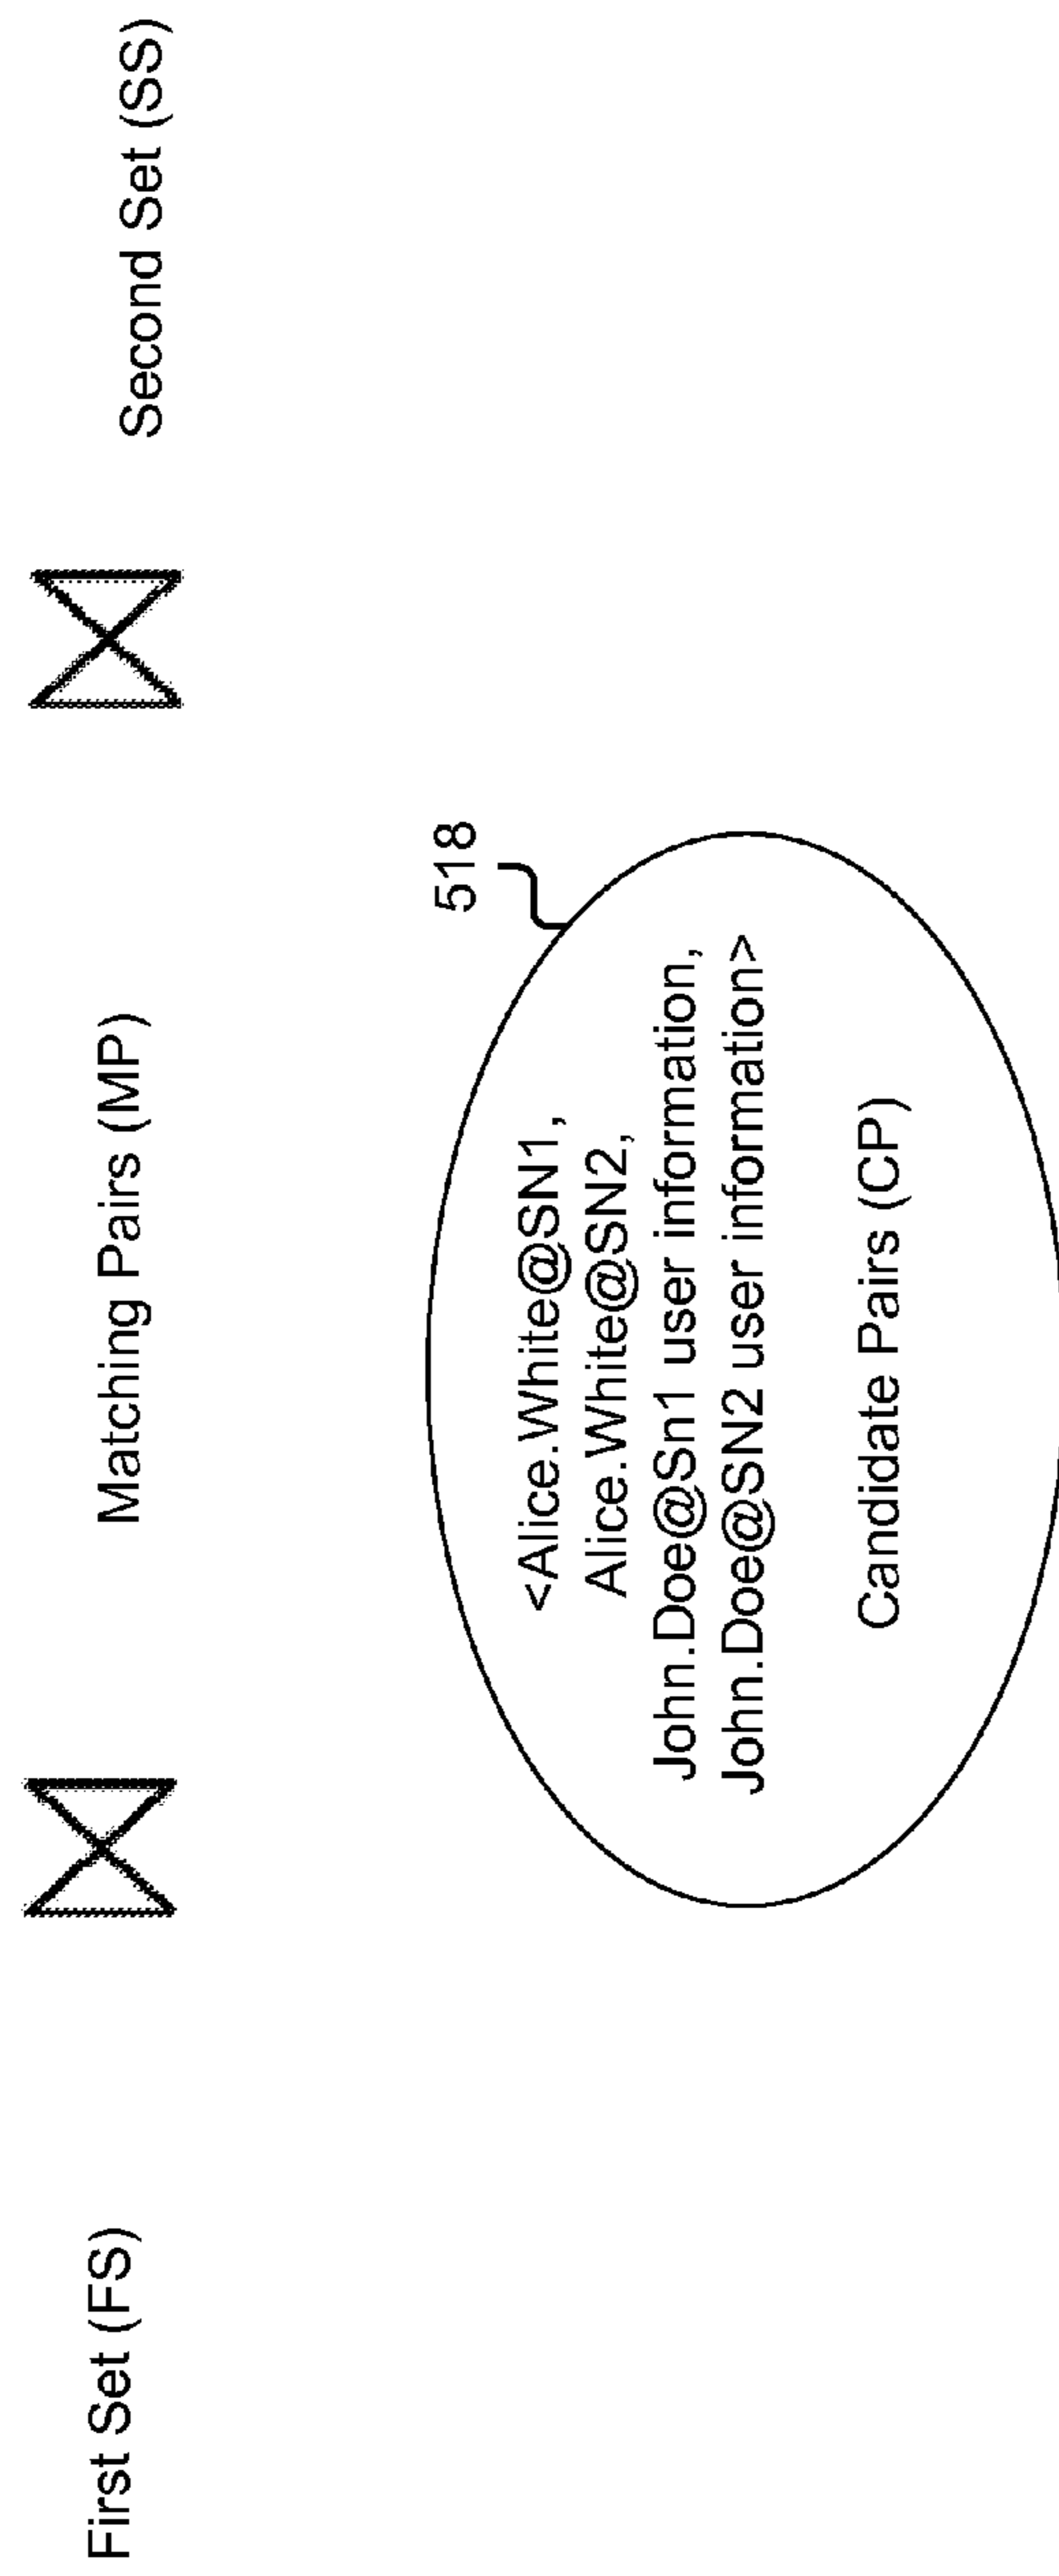 First Set (FS)
Matching Pairs (MP)
Second Set (SS)
518
<Alice.White@SN1,
Alice.White@SN2,
John.Doe@Sn1 user information,
John.Doe@SN2 user information>
Candidate Pairs (CP)